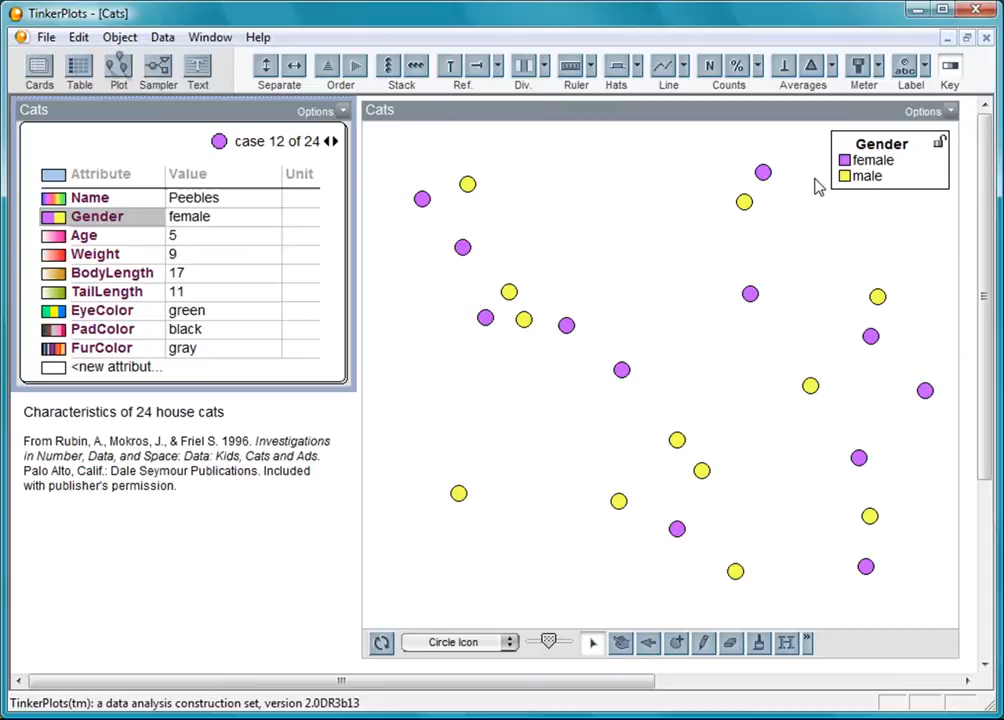 TinkerPlots - [Cats]
File Edit Object Data Window Help
Cards Table Plot Sampler Text Separate Order Stack Ref. Div. Ruler Hats Line Counts Averages Meter Label Key
N % abc
Cats Options
case 12 of 24
Attribute Value Unit
Name Peebles
Gender female
Age 5
Weight 9
BodyLength 17
TailLength 11
EyeColor green
PadColor black
FurColor gray
<new attribut...
Characteristics of 24 house cats
From Rubin, A., Mokros, J., & Friel S. 1996. Investigations
in Number, Data, and Space: Data: Kids, Cats and Ads.
Palo Alto, Calif.: Dale Seymour Publications. Included
with publisher's permission.
Cats Options
Gender
female
male
Circle Icon
TinkerPlots(tm): a data analysis construction set, version 2.0DR3b13